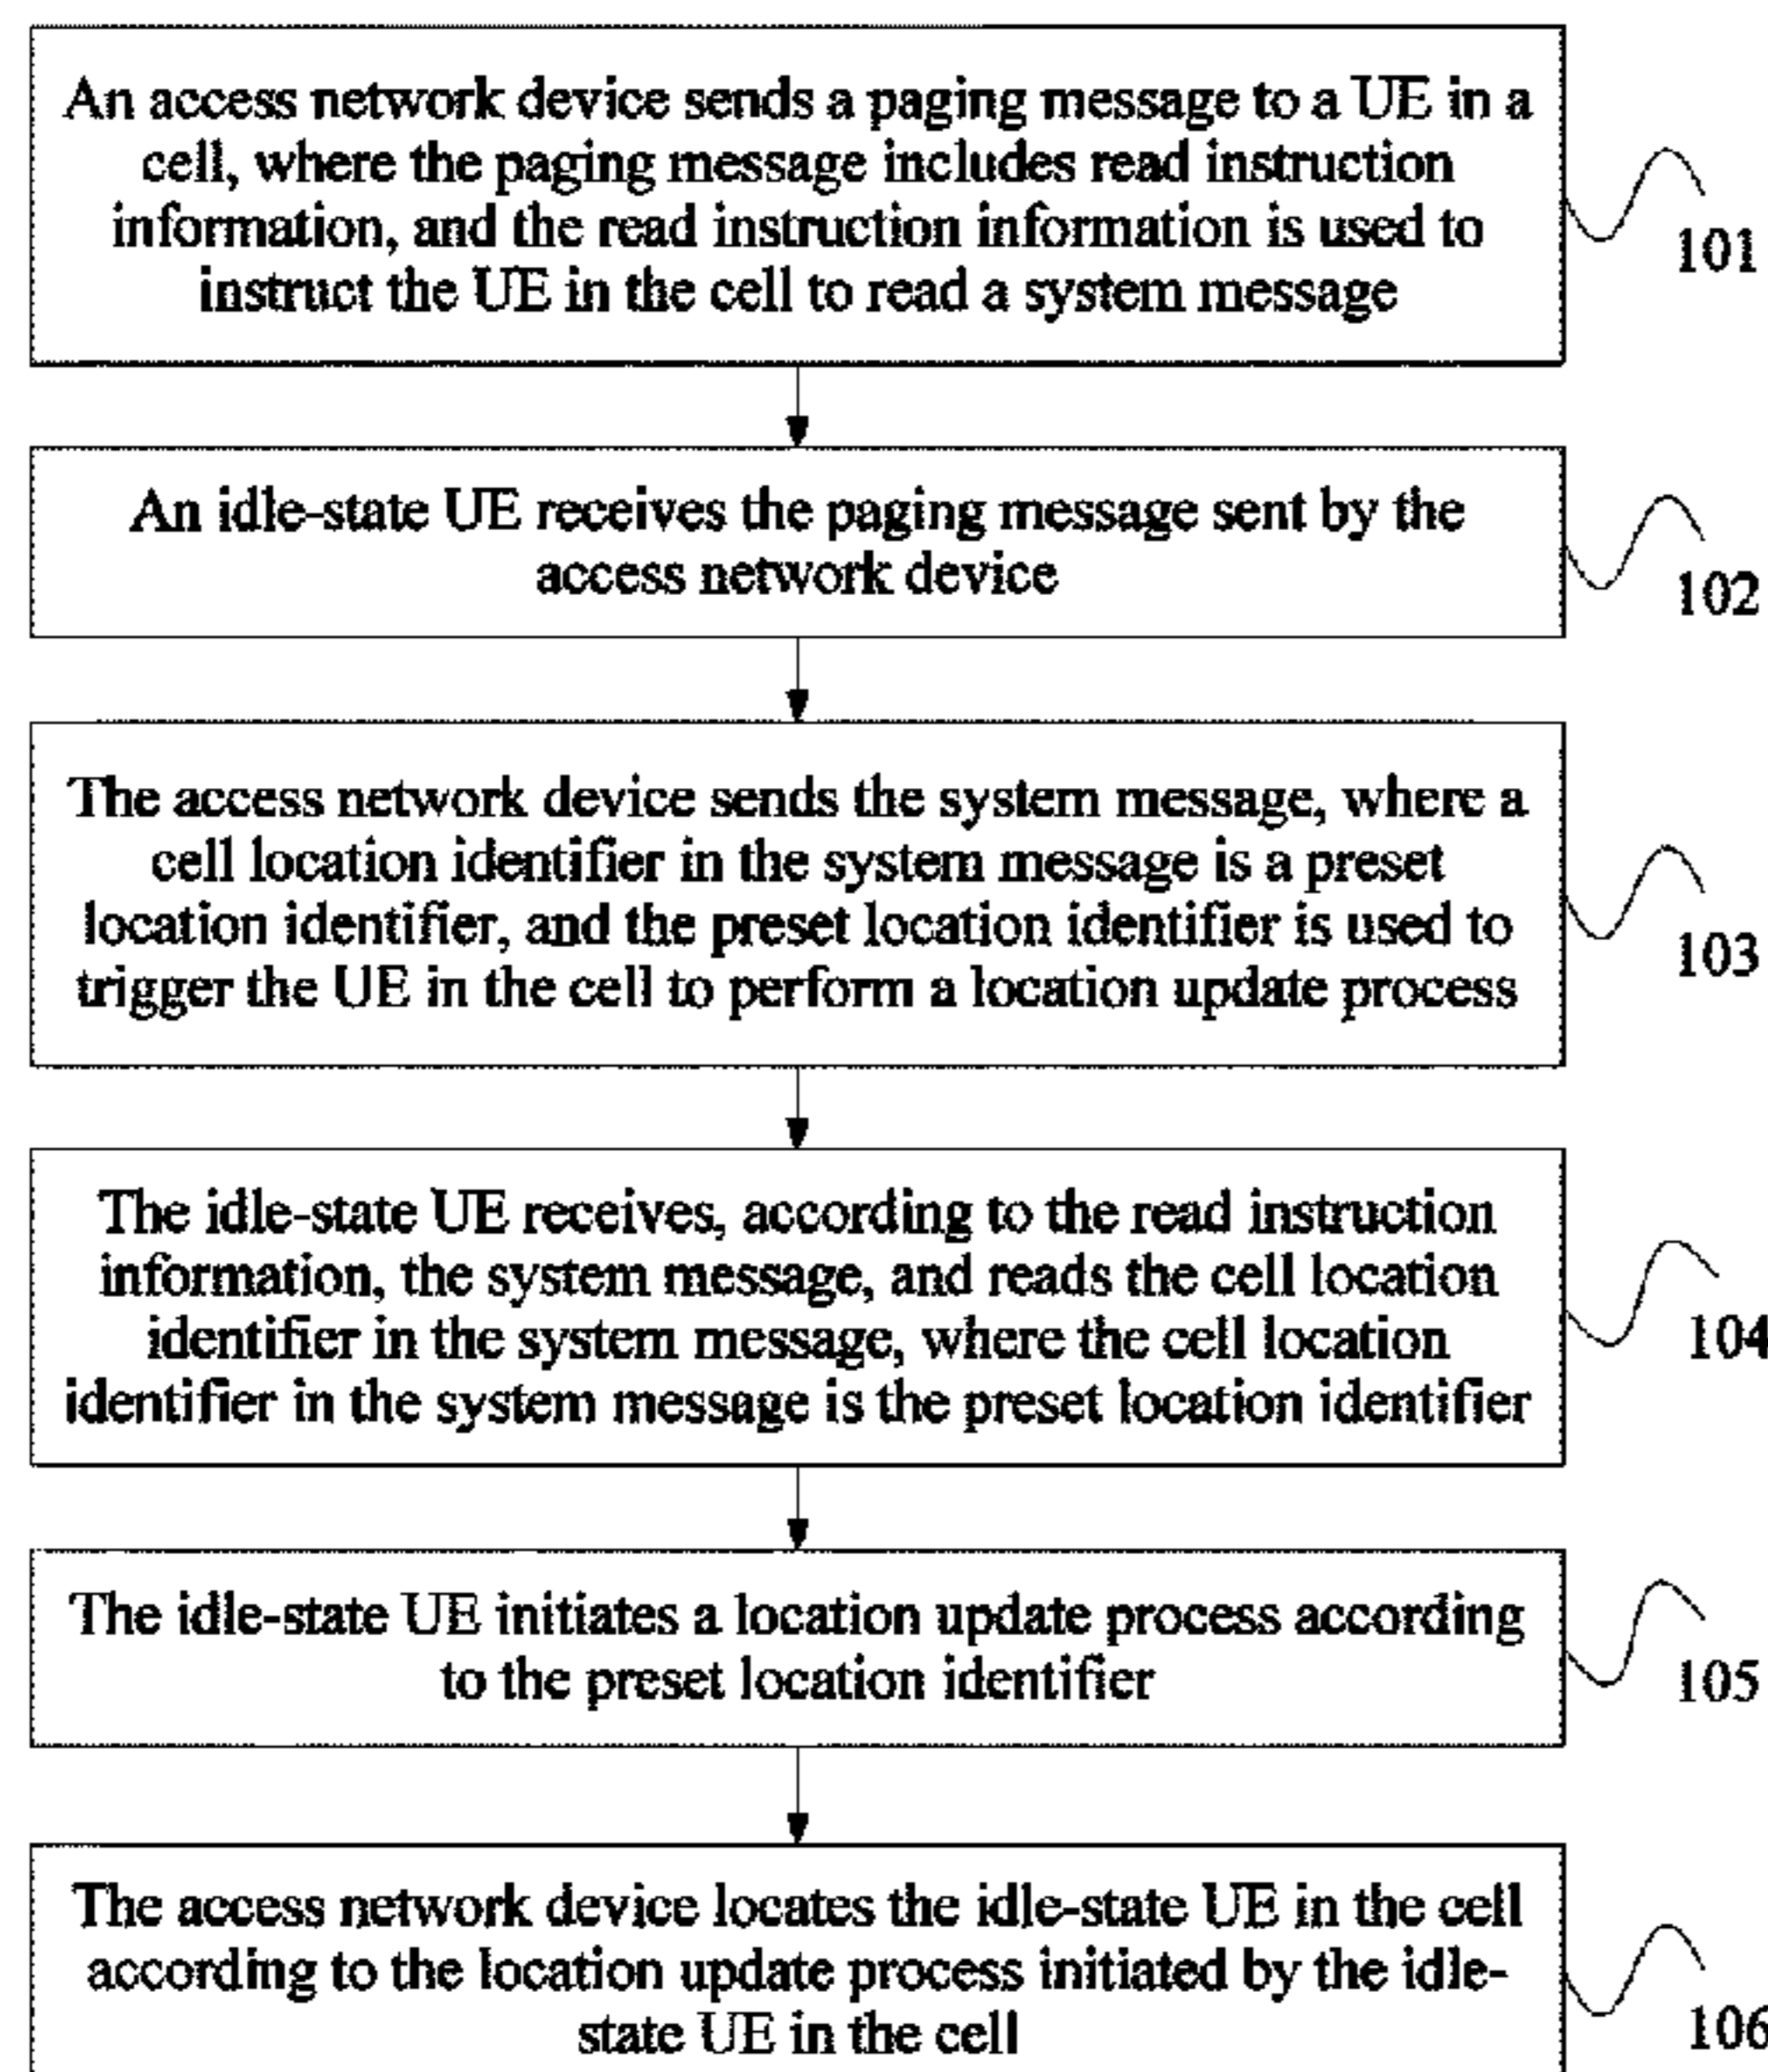 An access network device sends a paging message to a UE in a
cell, where the paging message includes read instruction
information, and the read instruction information is used to
instruct the UE in the cell to read a system message
101
An idle-state UE receives the paging message sent by the
access network device
102
The access network device sends the system message, where a
cell location identifier in the system message is a preset
location identifier, and the preset location identifier is used to
trigger the UE in the cell to perform a location update process
103
The idle-state UE receives, according to the read instruction
information, the system message, and reads the cell location
identifier in the system message, where the cell location
identifier in the system message is the preset location identifier
104
The idle-state UE initiates a location update process according
to the preset location identifier
105
The access network device locates the idle-state UE in the cell
according to the location update process initiated by the idle-
state UE in the cell
106